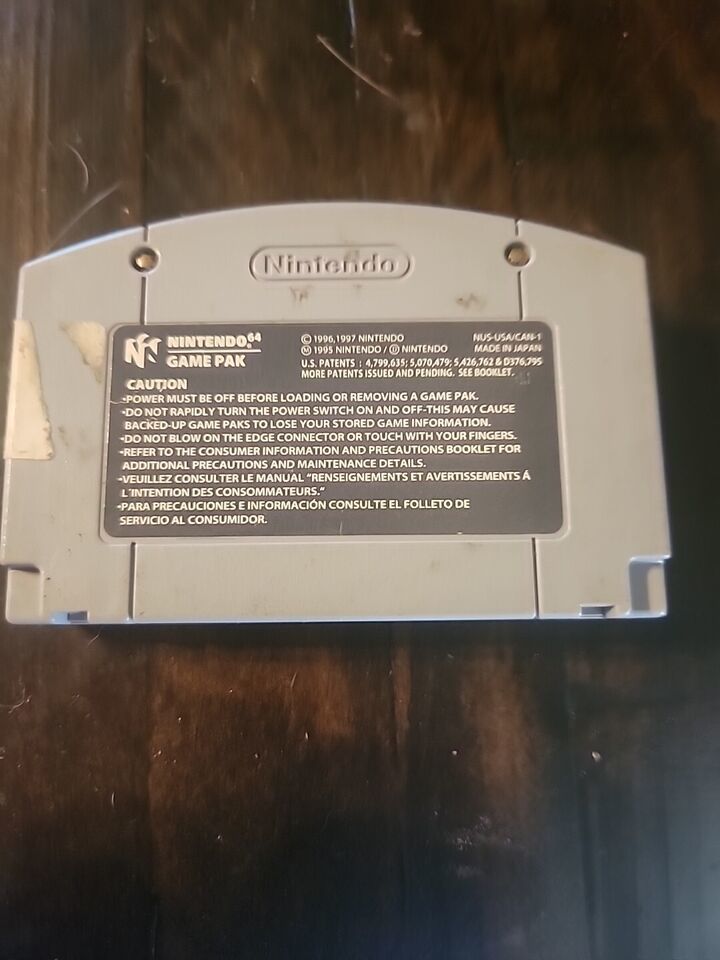 Nintendo
NINTENDO64
GAME PAK
© 1996,1997 NINTENDO
Ⓜ 1995 NINTENDO / Ⓓ NINTENDO
NUS-USA/CAN-1
MADE IN JAPAN
U.S. PATENTS : 4,799,635; 5,070,479; 5,426,762 & D376,795
MORE PATENTS ISSUED AND PENDING. SEE BOOKLET.
CAUTION
•POWER MUST BE OFF BEFORE LOADING OR REMOVING A GAME PAK.
•DO NOT RAPIDLY TURN THE POWER SWITCH ON AND OFF-THIS MAY CAUSE
BACKED-UP GAME PAKS TO LOSE YOUR STORED GAME INFORMATION.
•DO NOT BLOW ON THE EDGE CONNECTOR OR TOUCH WITH YOUR FINGERS.
•REFER TO THE CONSUMER INFORMATION AND PRECAUTIONS BOOKLET FOR
ADDITIONAL PRECAUTIONS AND MAINTENANCE DETAILS.
•VEUILLEZ CONSULTER LE MANUAL "RENSEIGNEMENTS ET AVERTISSEMENTS Á
L'INTENTION DES CONSOMMATEURS."
•PARA PRECAUCIONES E INFORMACIÓN CONSULTE EL FOLLETO DE
SERVICIO AL CONSUMIDOR.